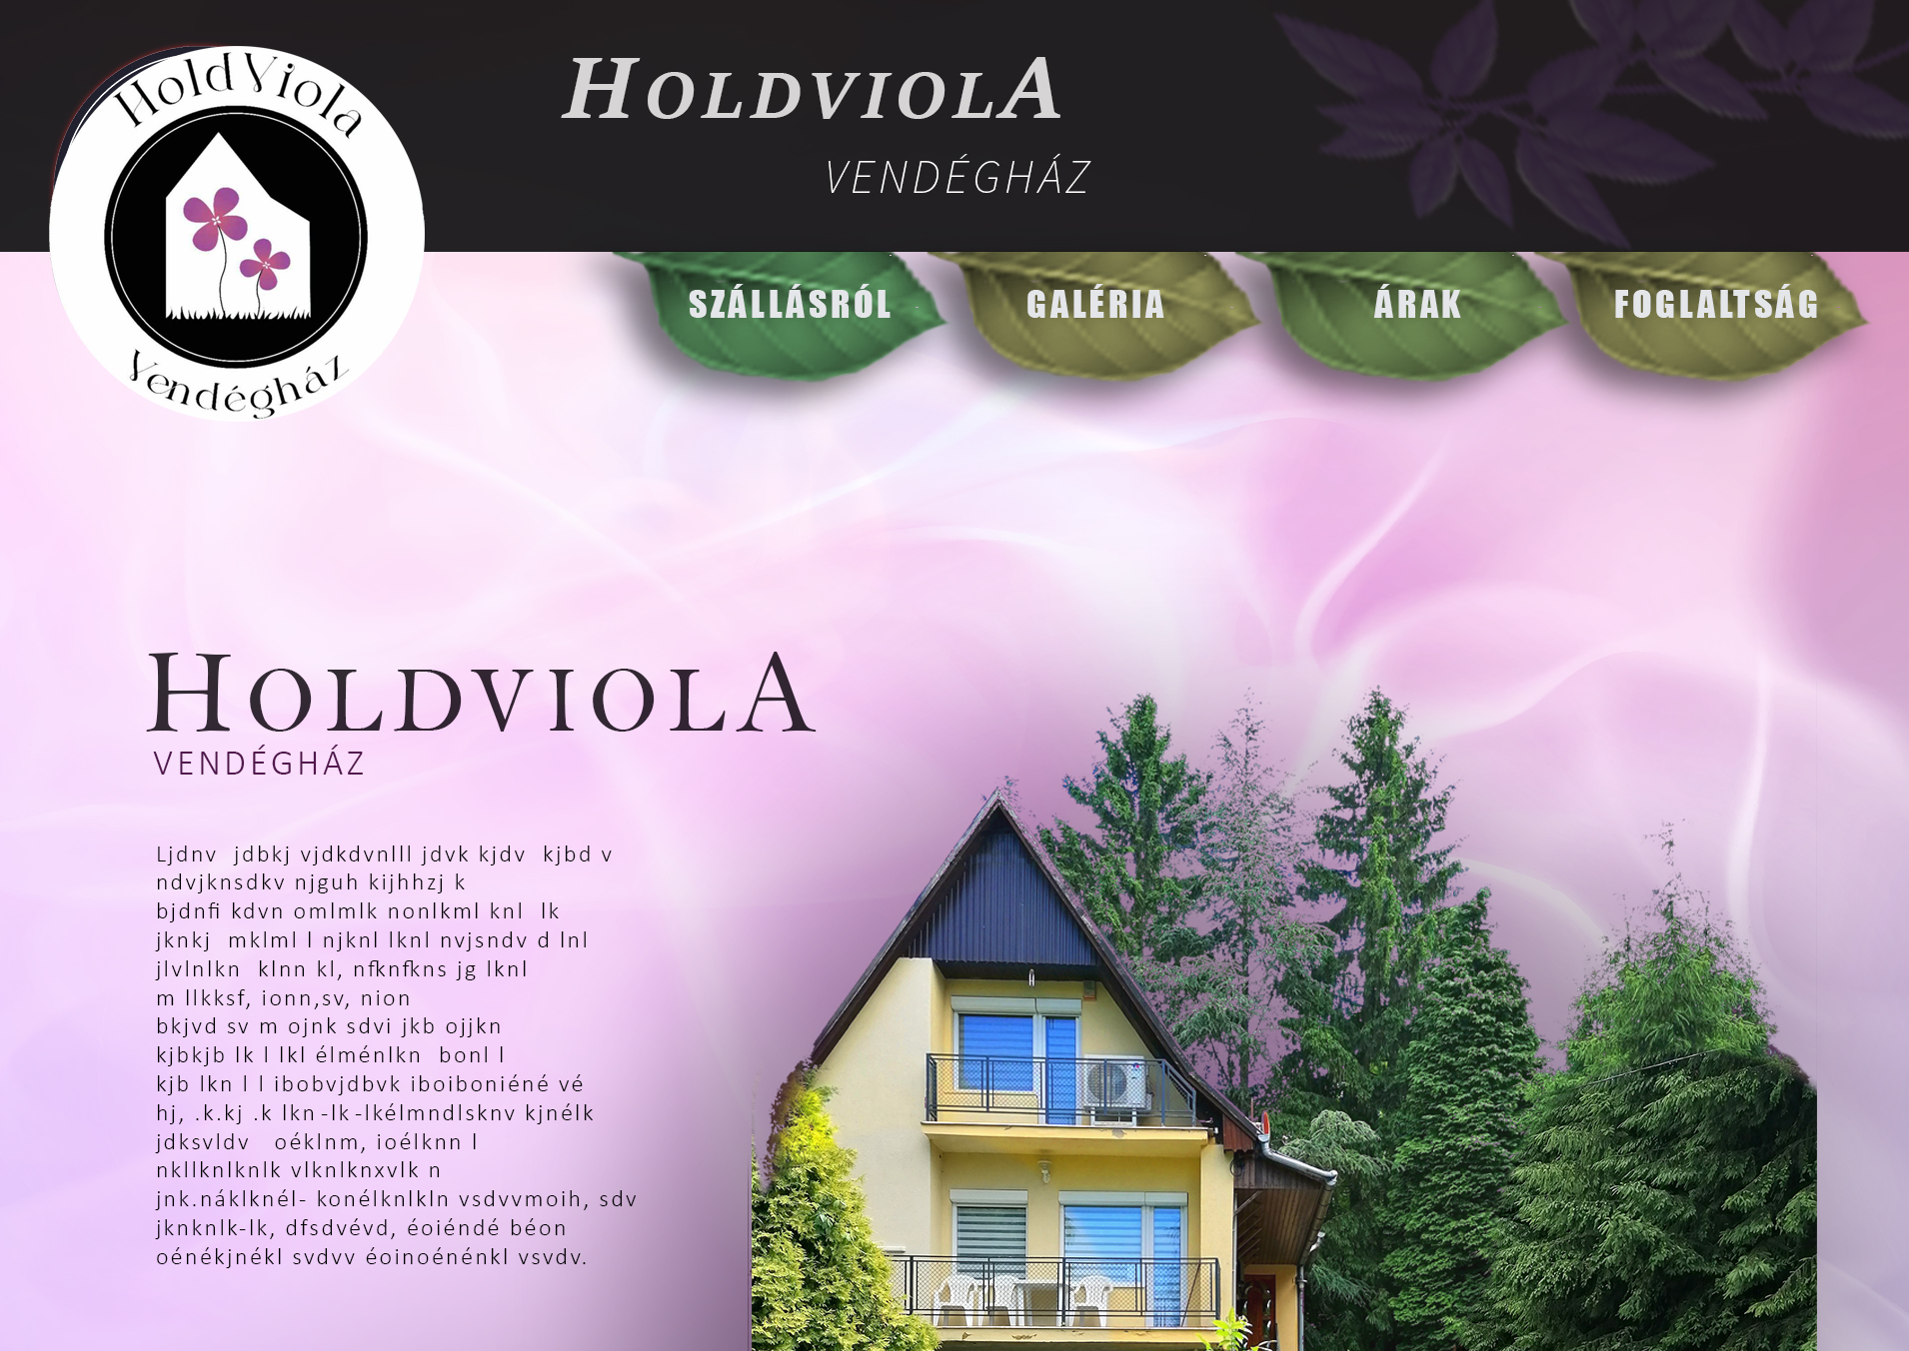 HoldViola
Vendégház
HOLDVIOLA
VENDÉGHÁZ
SZÁLLÁSRÓL
GALÉRIA
ÁRAK
FOGLALTSÁG
HOLDVIOLA
VENDÉGHÁZ
Ljdnv jdbkj vjdkdvnlll jdvk kjdv kjbd v
ndvjknsdkv njguh kijhhzj k
bjdnfi kdvn omlmlk nonlkml knl lk
jknkj mklml l njknl lknl nvjsndv d lnl
jlvlnlkn klnn kl, nfknfkns jg lknl
m llkksf, ionn,sv, nion
bkjvd sv m ojnk sdvi jkb ojjkn
kjbkjb lk l lkl élménlkn bonl l
kjb lkn l l ibobvjdbvk iboiboniéné vé
hj, .k.kj .k lkn -lk -lkélmndlsknv kjnélk
jdksvldv oéklnm, ioélknn l
nkllknlknlk vlknlknxvlk n
jnk.náklknél- konélknlkln vsdvvmoih, sdv
jknknlk-lk, dfsdvévd, éoiéndé béon
oénékjnékl svdvv éoinoénénkl vsvdv.